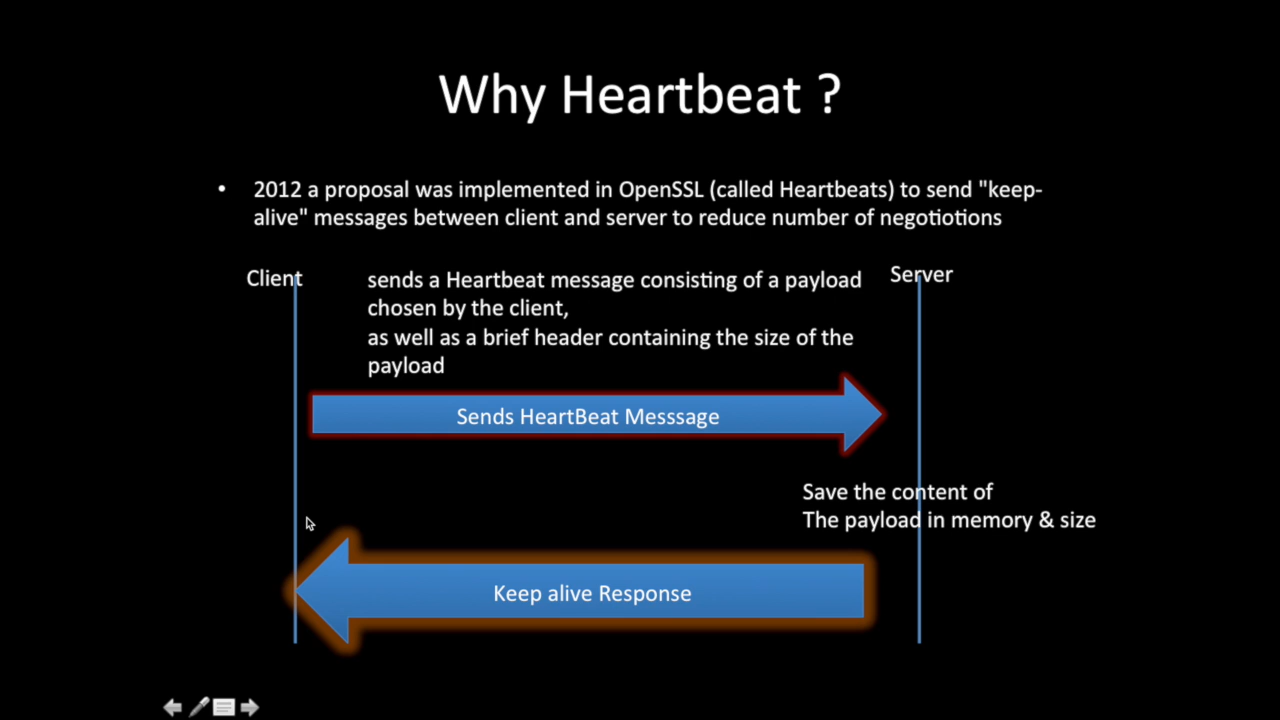 Why Heartbeat ?
• 2012 a proposal was implemented in OpenSSL (called Heartbeats) to send "keep-
alive" messages between client and server to reduce number of negotiotions
Client
sends a Heartbeat message consisting of a payload
chosen by the client,
as well as a brief header containing the size of the
payload
Server
Sends HeartBeat Messsage
Save the content of
The payload in memory & size
Keep alive Response